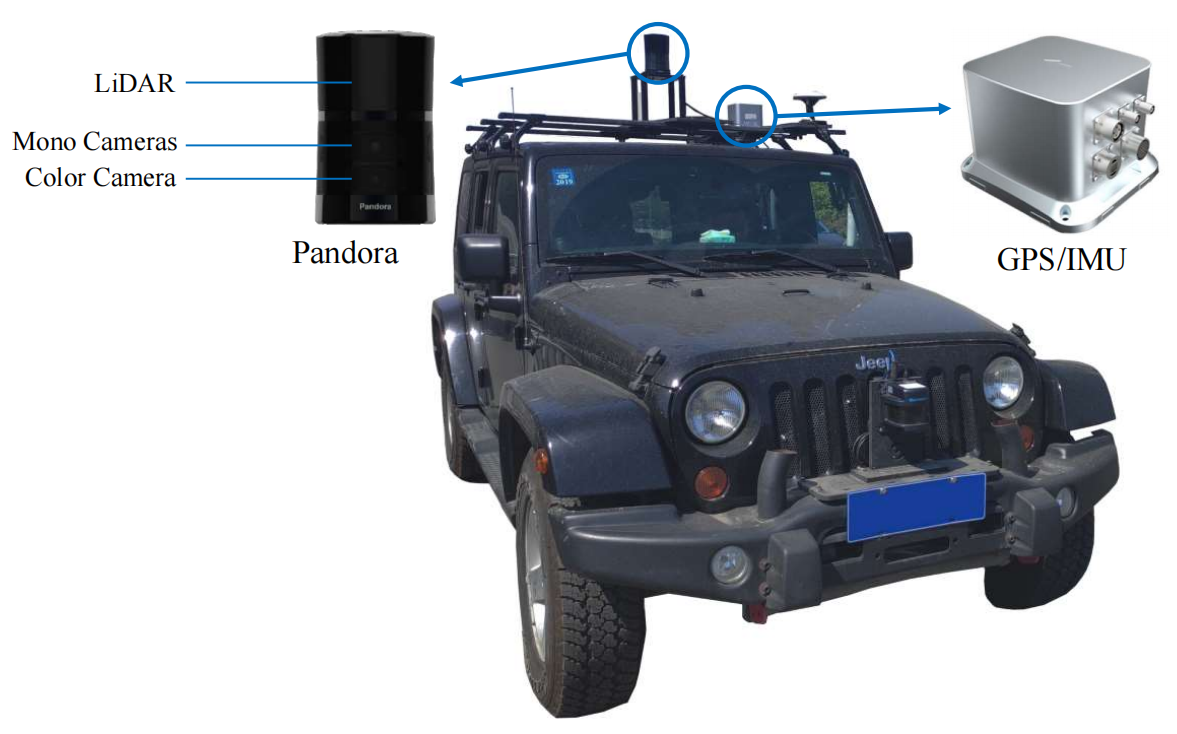 LiDAR
Mono Cameras
Color Camera
Pandora
Pandora
GPS/IMU
2019
Jeep